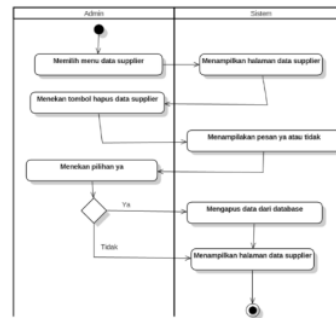 Admin
Sistem
Memilih menu data supplier
Menampilkan halaman data supplier
Menekan tombol hapus data supplier
Menampilakan pesan ya atau tidak
Menekan pilihan ya
Ya
Mengapus data dari database
Tidak
Menampilkan halaman data supplier